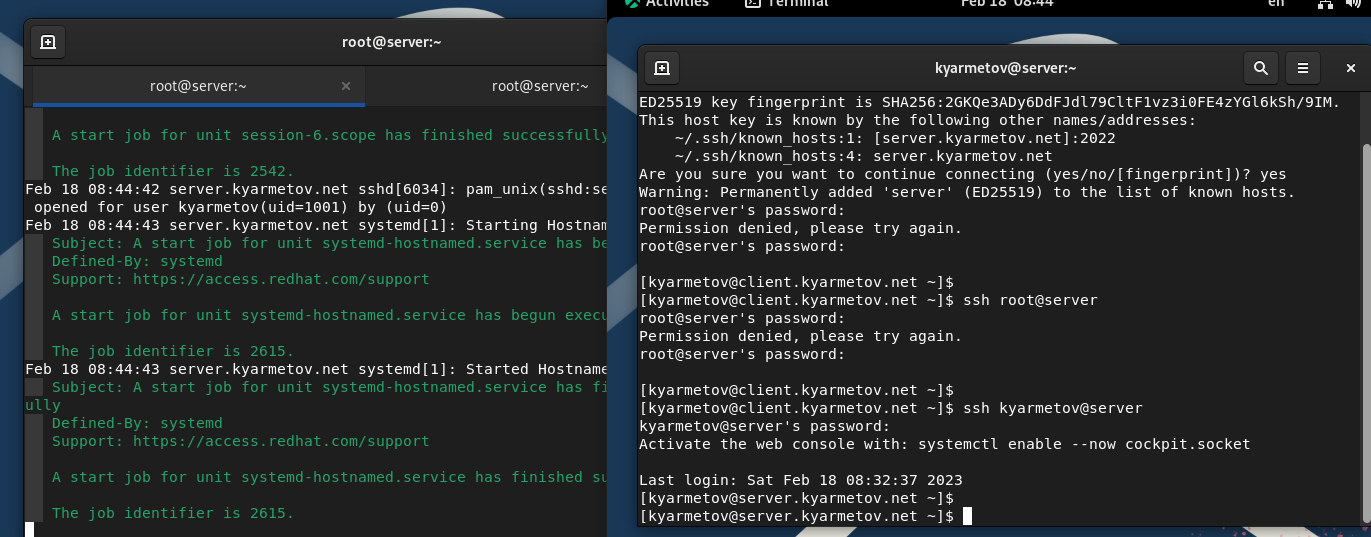 root@server:~
root@server:~ ×
root@server:~
A start job for unit session-6.scope has finished successfully
The job identifier is 2542.
Feb 18 08:44:42 server.kyarmetov.net sshd[6034]: pam_unix(sshd:se
opened for user kyarmetov(uid=1001) by (uid=0)
Feb 18 08:44:43 server.kyarmetov.net systemd[1]: Starting Hostnam
Subject: A start job for unit systemd-hostnamed.service has be
Defined-By: systemd
Support: https://access.redhat.com/support
A start job for unit systemd-hostnamed.service has begun execu
The job identifier is 2615.
Feb 18 08:44:43 server.kyarmetov.net systemd[1]: Started Hostname
Subject: A start job for unit systemd-hostnamed.service has fi
ully
Defined-By: systemd
Support: https://access.redhat.com/support
A start job for unit systemd-hostnamed.service has finished su
The job identifier is 2615.
Activities Terminal Feb 18 08:44 en
kyarmetov@server:~
ED25519 key fingerprint is SHA256:2GKQe3ADy6DdFJdl79CltF1vz3i0FE4zYGl6kSh/9IM.
This host key is known by the following other names/addresses:
~/.ssh/known_hosts:1: [server.kyarmetov.net]:2022
~/.ssh/known_hosts:4: server.kyarmetov.net
Are you sure you want to continue connecting (yes/no/[fingerprint])? yes
Warning: Permanently added 'server' (ED25519) to the list of known hosts.
root@server's password:
Permission denied, please try again.
root@server's password:
[kyarmetov@client.kyarmetov.net ~]$
[kyarmetov@client.kyarmetov.net ~]$ ssh root@server
root@server's password:
Permission denied, please try again.
root@server's password:
[kyarmetov@client.kyarmetov.net ~]$
[kyarmetov@client.kyarmetov.net ~]$ ssh kyarmetov@server
kyarmetov@server's password:
Activate the web console with: systemctl enable --now cockpit.socket
Last login: Sat Feb 18 08:32:37 2023
[kyarmetov@server.kyarmetov.net ~]$
[kyarmetov@server.kyarmetov.net ~]$